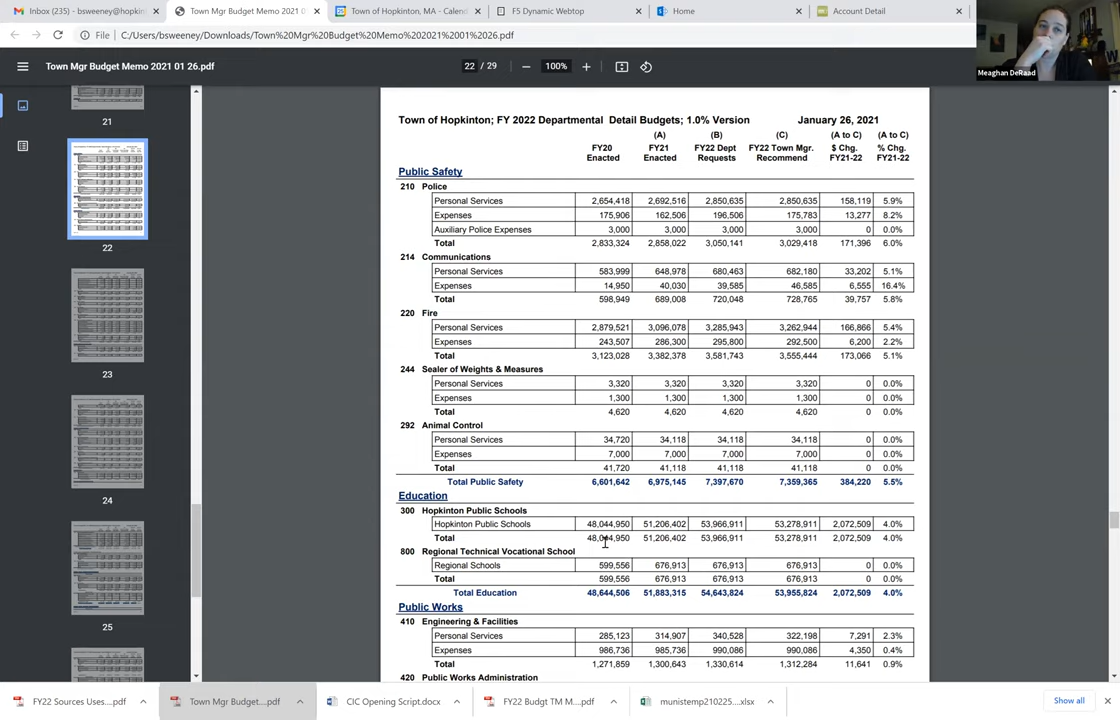 Inbox (235) - bsweeney@hopkin
Town Mgr Budget Memo 2021 0
Town of Hopkinton, MA - Calend
F5 Dynamic Webtop
Home
Account Detail
File C:/Users/bsweeney/Downloads/Town%20Mgr%20Budget%20Memo%202021%2001%2026.pdf
Town Mgr Budget Memo 2021 01 26.pdf
22 / 29
100%
Meaghan DeRaad
21
22
23
24
25
Town of Hopkinton; FY 2022 Departmental Detail Budgets; 1.0% Version January 26, 2021
(A) (B) (C) (A to C) (A to C)
FY20 FY21 FY22 Dept FY22 Town Mgr. $ Chg. % Chg.
Enacted Enacted Requests Recommend FY21-22 FY21-22
Public Safety
210 Police
Personal Services 2,654,418 2,692,516 2,850,635 2,850,635 158,119 5.9%
Expenses 175,906 162,506 196,506 175,783 13,277 8.2%
Auxiliary Police Expenses 3,000 3,000 3,000 3,000 0 0.0%
Total 2,833,324 2,858,022 3,050,141 3,029,418 171,396 6.0%
214 Communications
Personal Services 583,999 648,978 680,463 682,180 33,202 5.1%
Expenses 14,950 40,030 39,585 46,585 6,555 16.4%
Total 598,949 689,008 720,048 728,765 39,757 5.8%
220 Fire
Personal Services 2,879,521 3,096,078 3,285,943 3,262,944 166,866 5.4%
Expenses 243,507 286,300 295,800 292,500 6,200 2.2%
Total 3,123,028 3,382,378 3,581,743 3,555,444 173,066 5.1%
244 Sealer of Weights & Measures
Personal Services 3,320 3,320 3,320 3,320 0 0.0%
Expenses 1,300 1,300 1,300 1,300 0 0.0%
Total 4,620 4,620 4,620 4,620 0 0.0%
292 Animal Control
Personal Services 34,720 34,118 34,118 34,118 0 0.0%
Expenses 7,000 7,000 7,000 7,000 0 0.0%
Total 41,720 41,118 41,118 41,118 0 0.0%
Total Public Safety 6,601,642 6,975,145 7,397,670 7,359,365 384,220 5.5%
Education
300 Hopkinton Public Schools
Hopkinton Public Schools 48,044,950 51,206,402 53,966,911 53,278,911 2,072,509 4.0%
Total 48,044,950 51,206,402 53,966,911 53,278,911 2,072,509 4.0%
800 Regional Technical Vocational School
Regional Schools 599,556 676,913 676,913 676,913 0 0.0%
Total 599,556 676,913 676,913 676,913 0 0.0%
Total Education 48,644,506 51,883,315 54,643,824 53,955,824 2,072,509 4.0%
Public Works
410 Engineering & Facilities
Personal Services 285,123 314,907 340,528 322,198 7,291 2.3%
Expenses 986,736 985,736 990,086 990,086 4,350 0.4%
Total 1,271,859 1,300,643 1,330,614 1,312,284 11,641 0.9%
420 Public Works Administration
FY22 Sources Uses....pdf
Town Mgr Budget....pdf
CIC Opening Script.docx
FY22 Budgt TM M....pdf
munistemp210225....xlsx
Show all